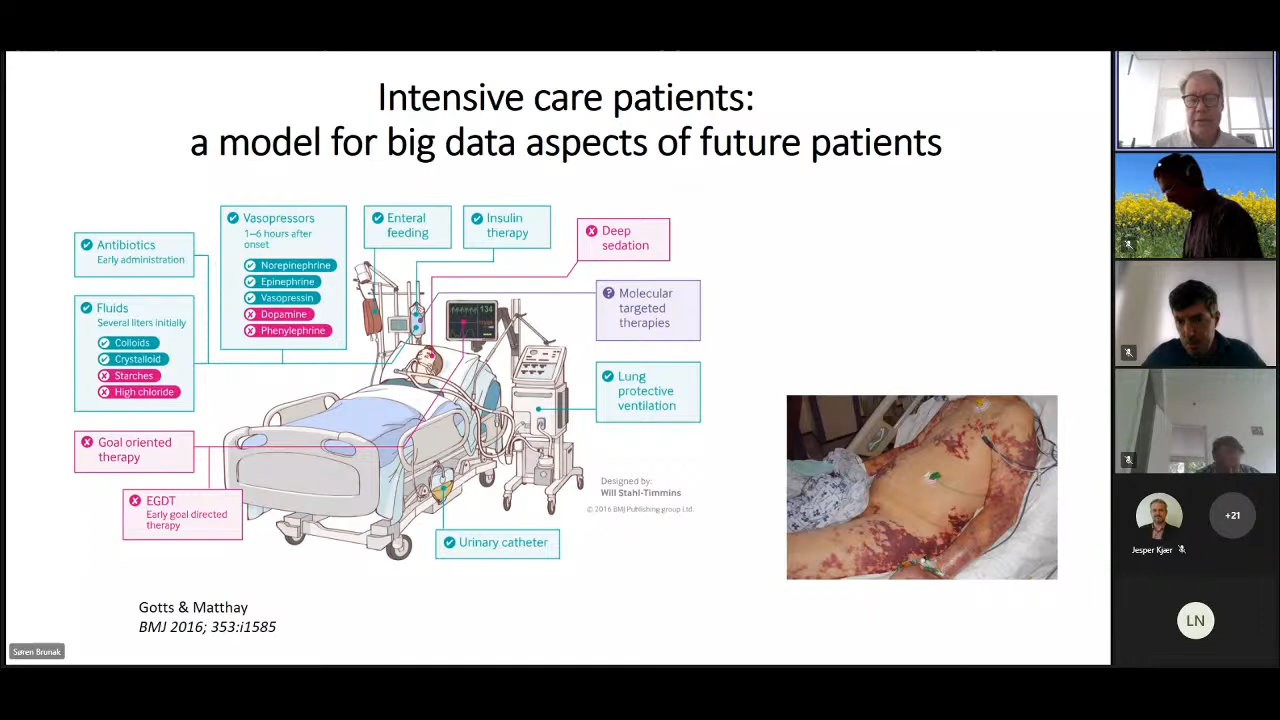 Intensive care patients:
a model for big data aspects of future patients
Antibiotics
Early administration
Fluids
Several liters initially
Colloids
Crystalloid
Starches
High chloride
Vasopressors
1–6 hours after
onset
Norepinephrine
Epinephrine
Vasopressin
Dopamine
Phenylephrine
Enteral
feeding
Insulin
therapy
Deep
sedation
Molecular
targeted
therapies
134
Lung
protective
ventilation
Goal oriented
therapy
EGDT
Early goal directed
therapy
Urinary catheter
Designed by:
Will Stahl-Timmins
© 2016 BMJ Publishing group Ltd.
Gotts & Matthay
BMJ 2016; 353:i1585
Søren Brunak
+21
Jesper Kjær
LN